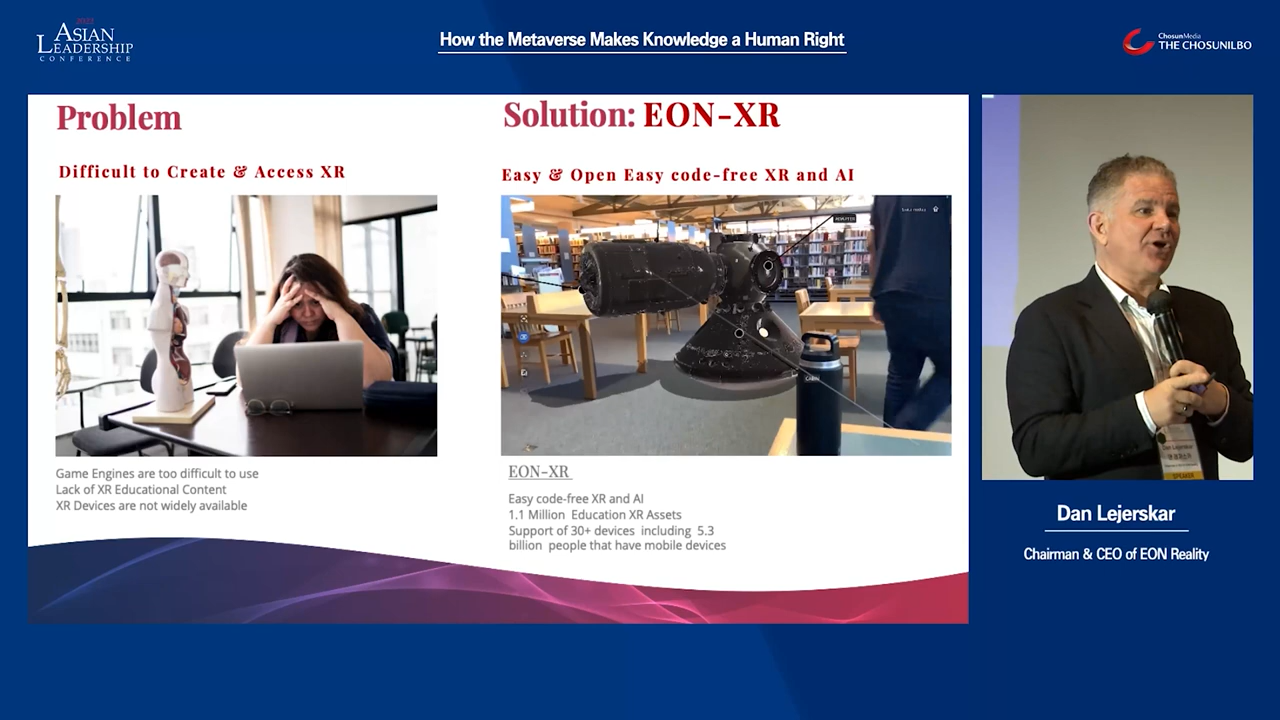 2022
ASIAN
LEADERSHIP
CONFERENCE
How the Metaverse Makes Knowledge a Human Right
ChosunMedia
THE CHOSUNILBO
Problem
Difficult to Create & Access XR
Game Engines are too difficult to use
Lack of XR Educational Content
XR Devices are not widely available
Solution: EON-XR
Easy & Open Easy code-free XR and AI
CABIN
EON-XR
Easy code-free XR and AI
1.1 Million Education XR Assets
Support of 30+ devices including 5.3
billion people that have mobile devices
Dan Lejerskar
SPEAKER
Dan Lejerskar
Chairman & CEO of EON Reality